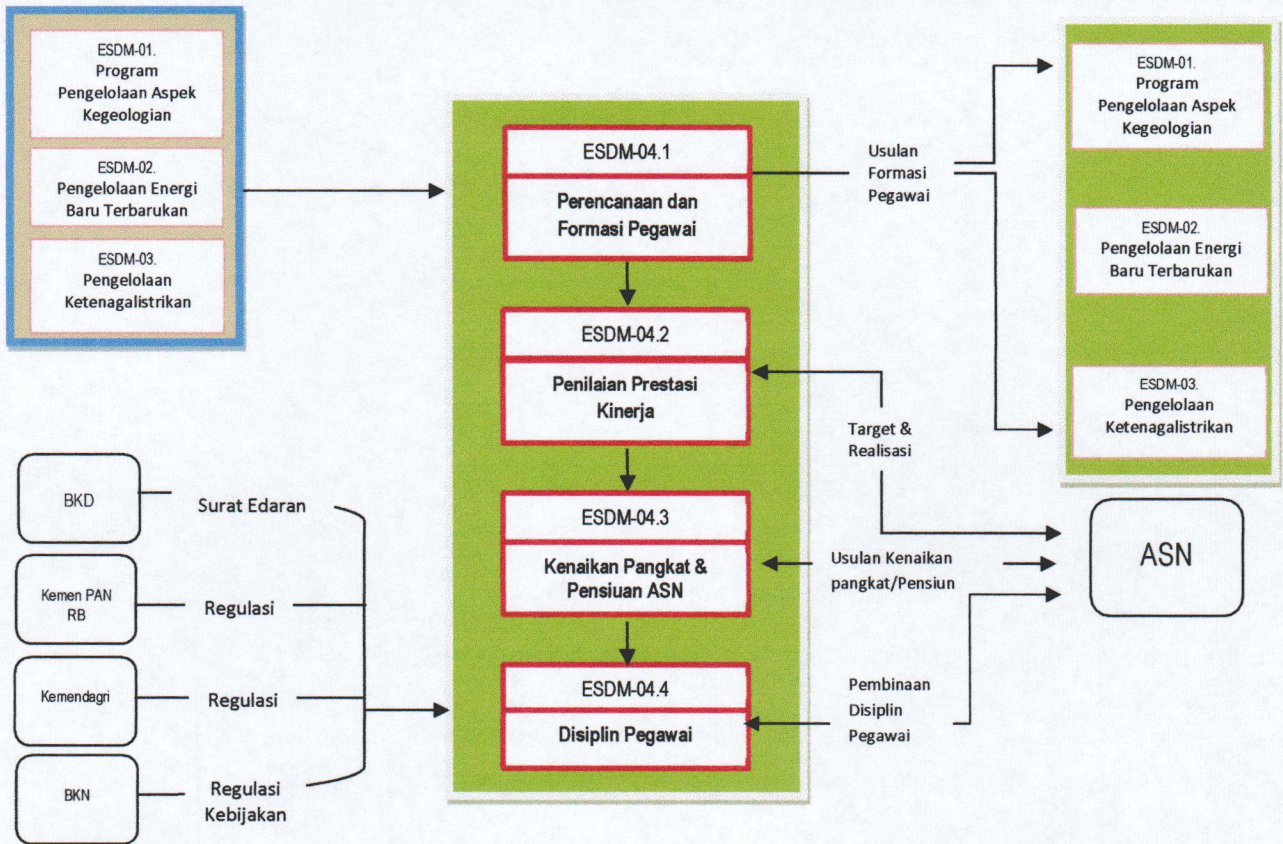 ESDM-01.
Program
Pengelolaan Aspek
Kegeologian
ESDM-02.
Pengelolaan Energi
Baru Terbarukan
ESDM-03.
Pengelolaan
Ketenagalistrikan
BKD
Surat Edaran
Kemen PAN
RB
Regulasi
Kemendagri
Regulasi
BKN
Regulasi
Kebijakan
ESDM-04.1
Perencanaan dan
Formasi Pegawai
ESDM-04.2
Penilaian Prestasi
Kinerja
ESDM-04.3
Kenaikan Pangkat &
Pensiuan ASN
ESDM-04.4
Disiplin Pegawai
Usulan
Formasi
Pegawai
Target &
Realisasi
Usulan Kenaikan
pangkat/Pensiun
Pembinaan
Disiplin
Pegawai
ESDM-01.
Program
Pengelolaan Aspek
Kegeologian
ESDM-02.
Pengelolaan Energi
Baru Terbarukan
ESDM-03.
Pengelolaan
Ketenagalistrikan
ASN